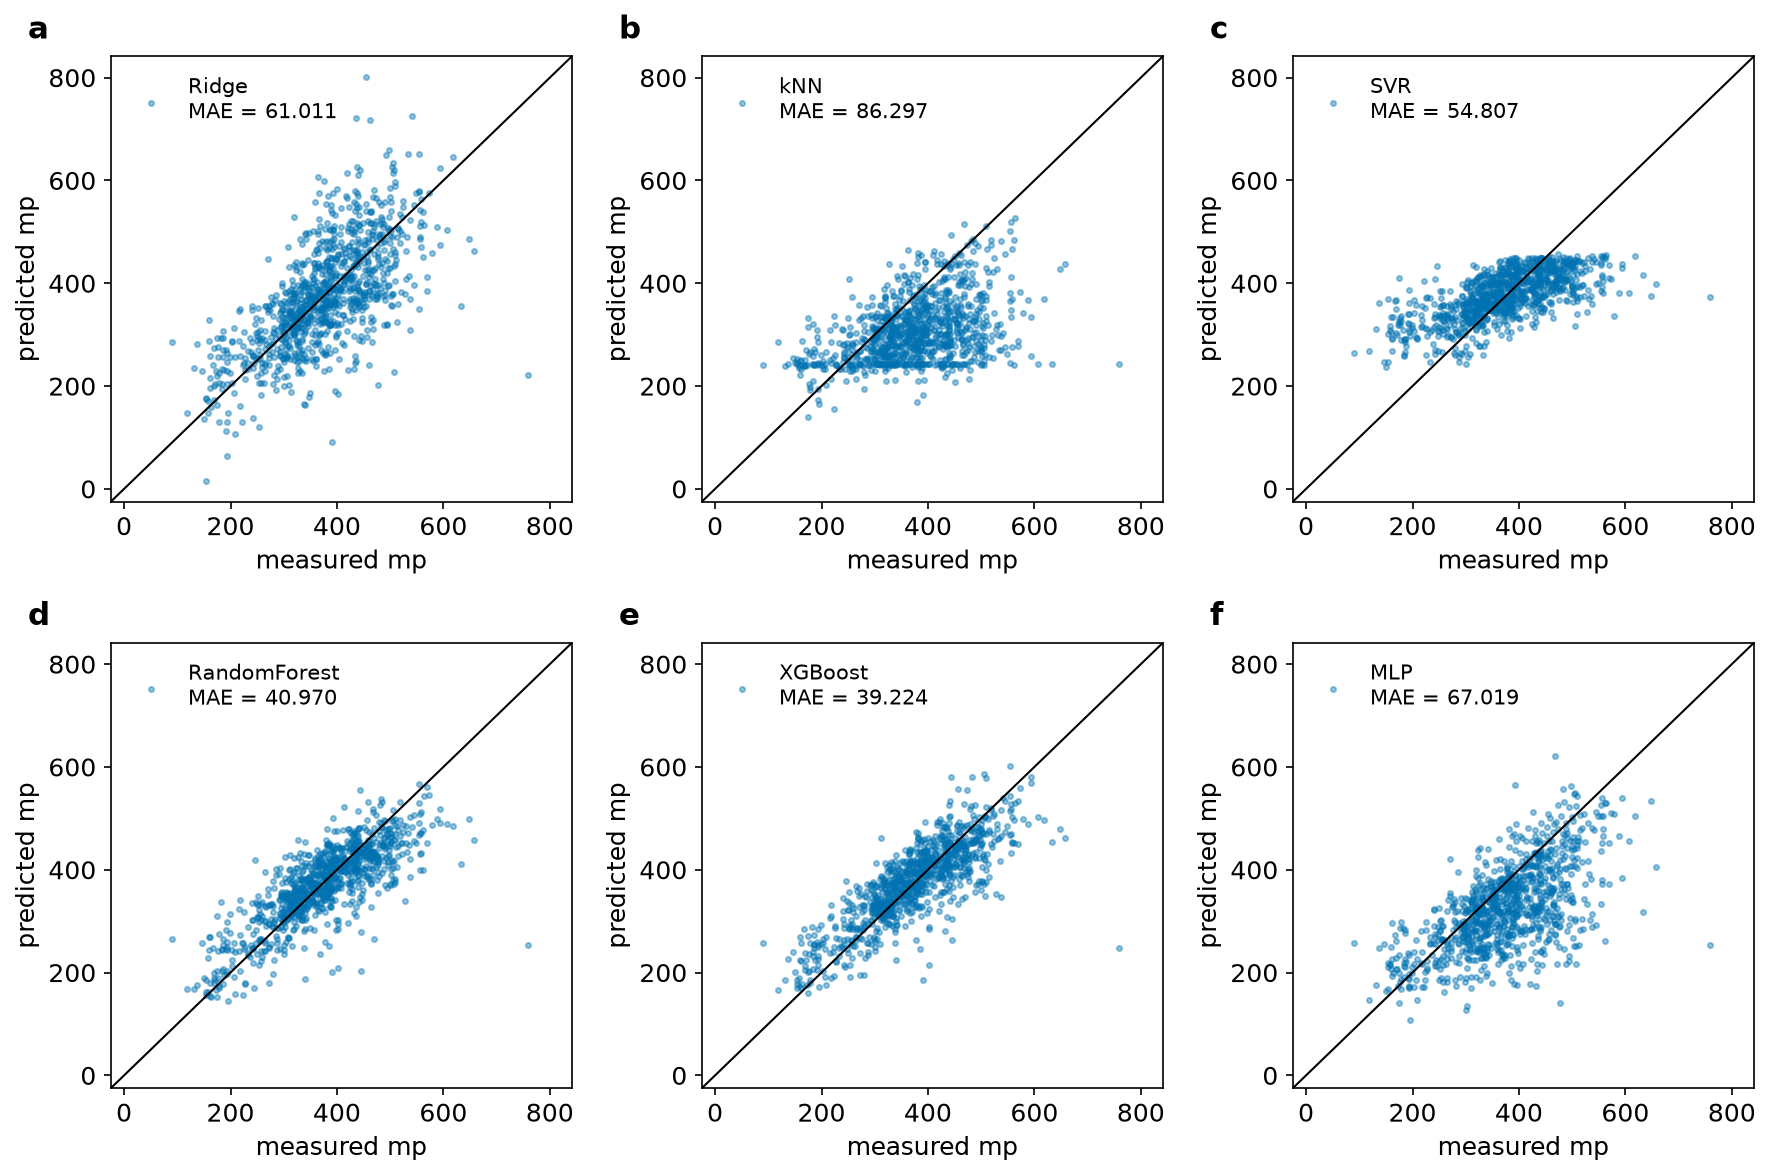 a
800
600
400
200
0
predicted mp
Ridge
MAE = 61.011
0 200 400 600 800
measured mp
b
800
600
400
200
0
predicted mp
kNN
MAE = 86.297
0 200 400 600 800
measured mp
c
800
600
400
200
0
predicted mp
SVR
MAE = 54.807
0 200 400 600 800
measured mp
d
800
600
400
200
0
predicted mp
RandomForest
MAE = 40.970
0 200 400 600 800
measured mp
e
800
600
400
200
0
predicted mp
XGBoost
MAE = 39.224
0 200 400 600 800
measured mp
f
800
600
400
200
0
predicted mp
MLP
MAE = 67.019
0 200 400 600 800
measured mp